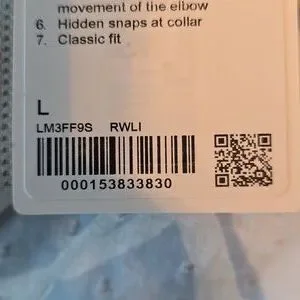 movement of the elbow
6. Hidden snaps at collar
7. Classic fit
L
LM3FF9S RWLI
000153833830